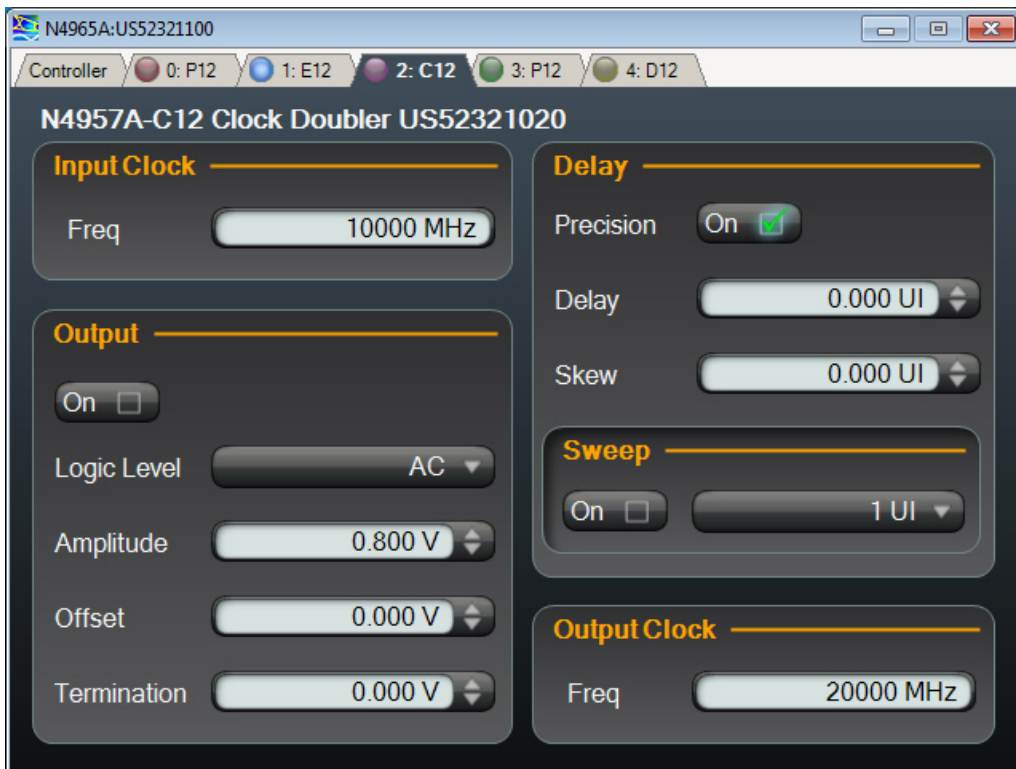 N4965A:US52321100
Controller 0: P12 1: E12 2: C12 3: P12 4: D12
N4957A-C12 Clock Doubler US52321020
Input Clock
Freq 10000 MHz
Output
On
Logic Level AC
Amplitude 0.800 V
Offset 0.000 V
Termination 0.000 V
Delay
Precision On
Delay 0.000 UI
Skew 0.000 UI
Sweep
On 1 UI
Output Clock
Freq 20000 MHz